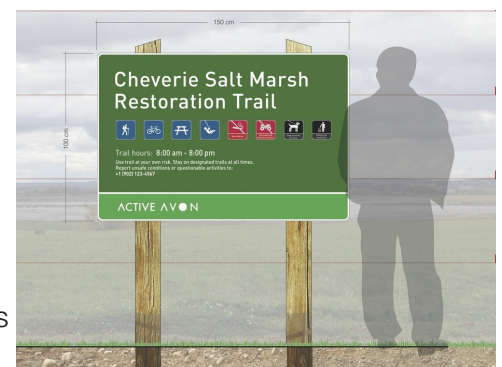 150 cm
100 cm
Cheverie Salt Marsh
Restoration Trail
Trail hours: 8:00 am - 8:00 pm
Use trail at your own risk. Stay on designated trails at all times.
Report unsafe conditions or questionable activities to:
+1 (902) 123-4567
ACTIVE AVON
S